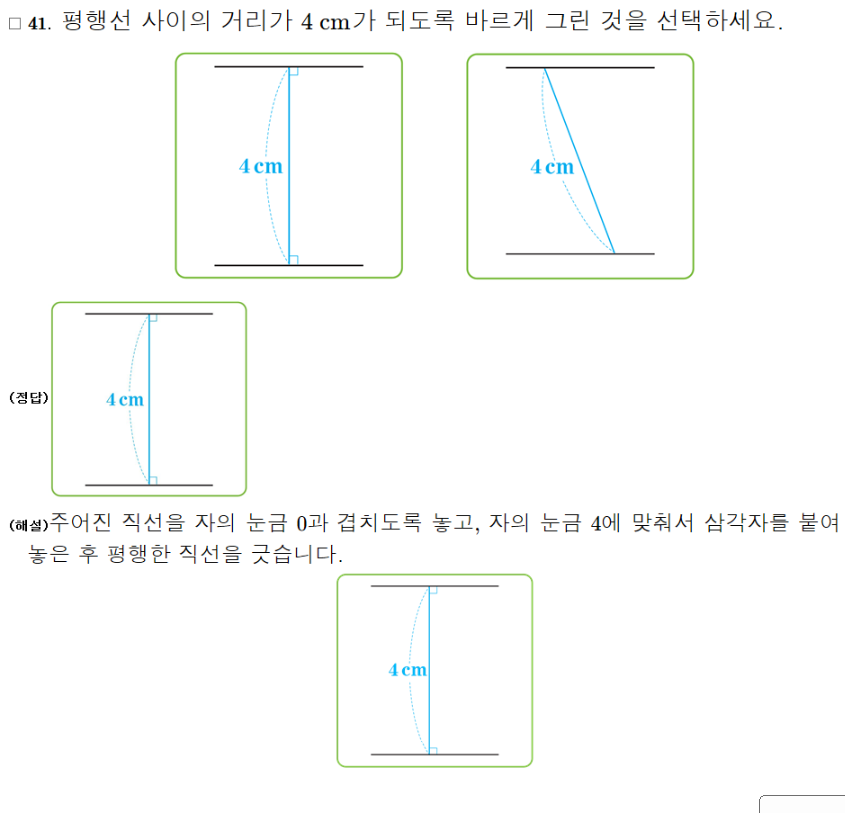 □ 41. 평행선 사이의 거리가 4 cm가 되도록 바르게 그린 것을 선택하세요.
4 cm
4 cm
(정답)
4 cm
(해설)주어진 직선을 자의 눈금 0과 겹치도록 놓고, 자의 눈금 4에 맞춰서 삼각자를 붙여
놓은 후 평행한 직선을 긋습니다.
4 cm